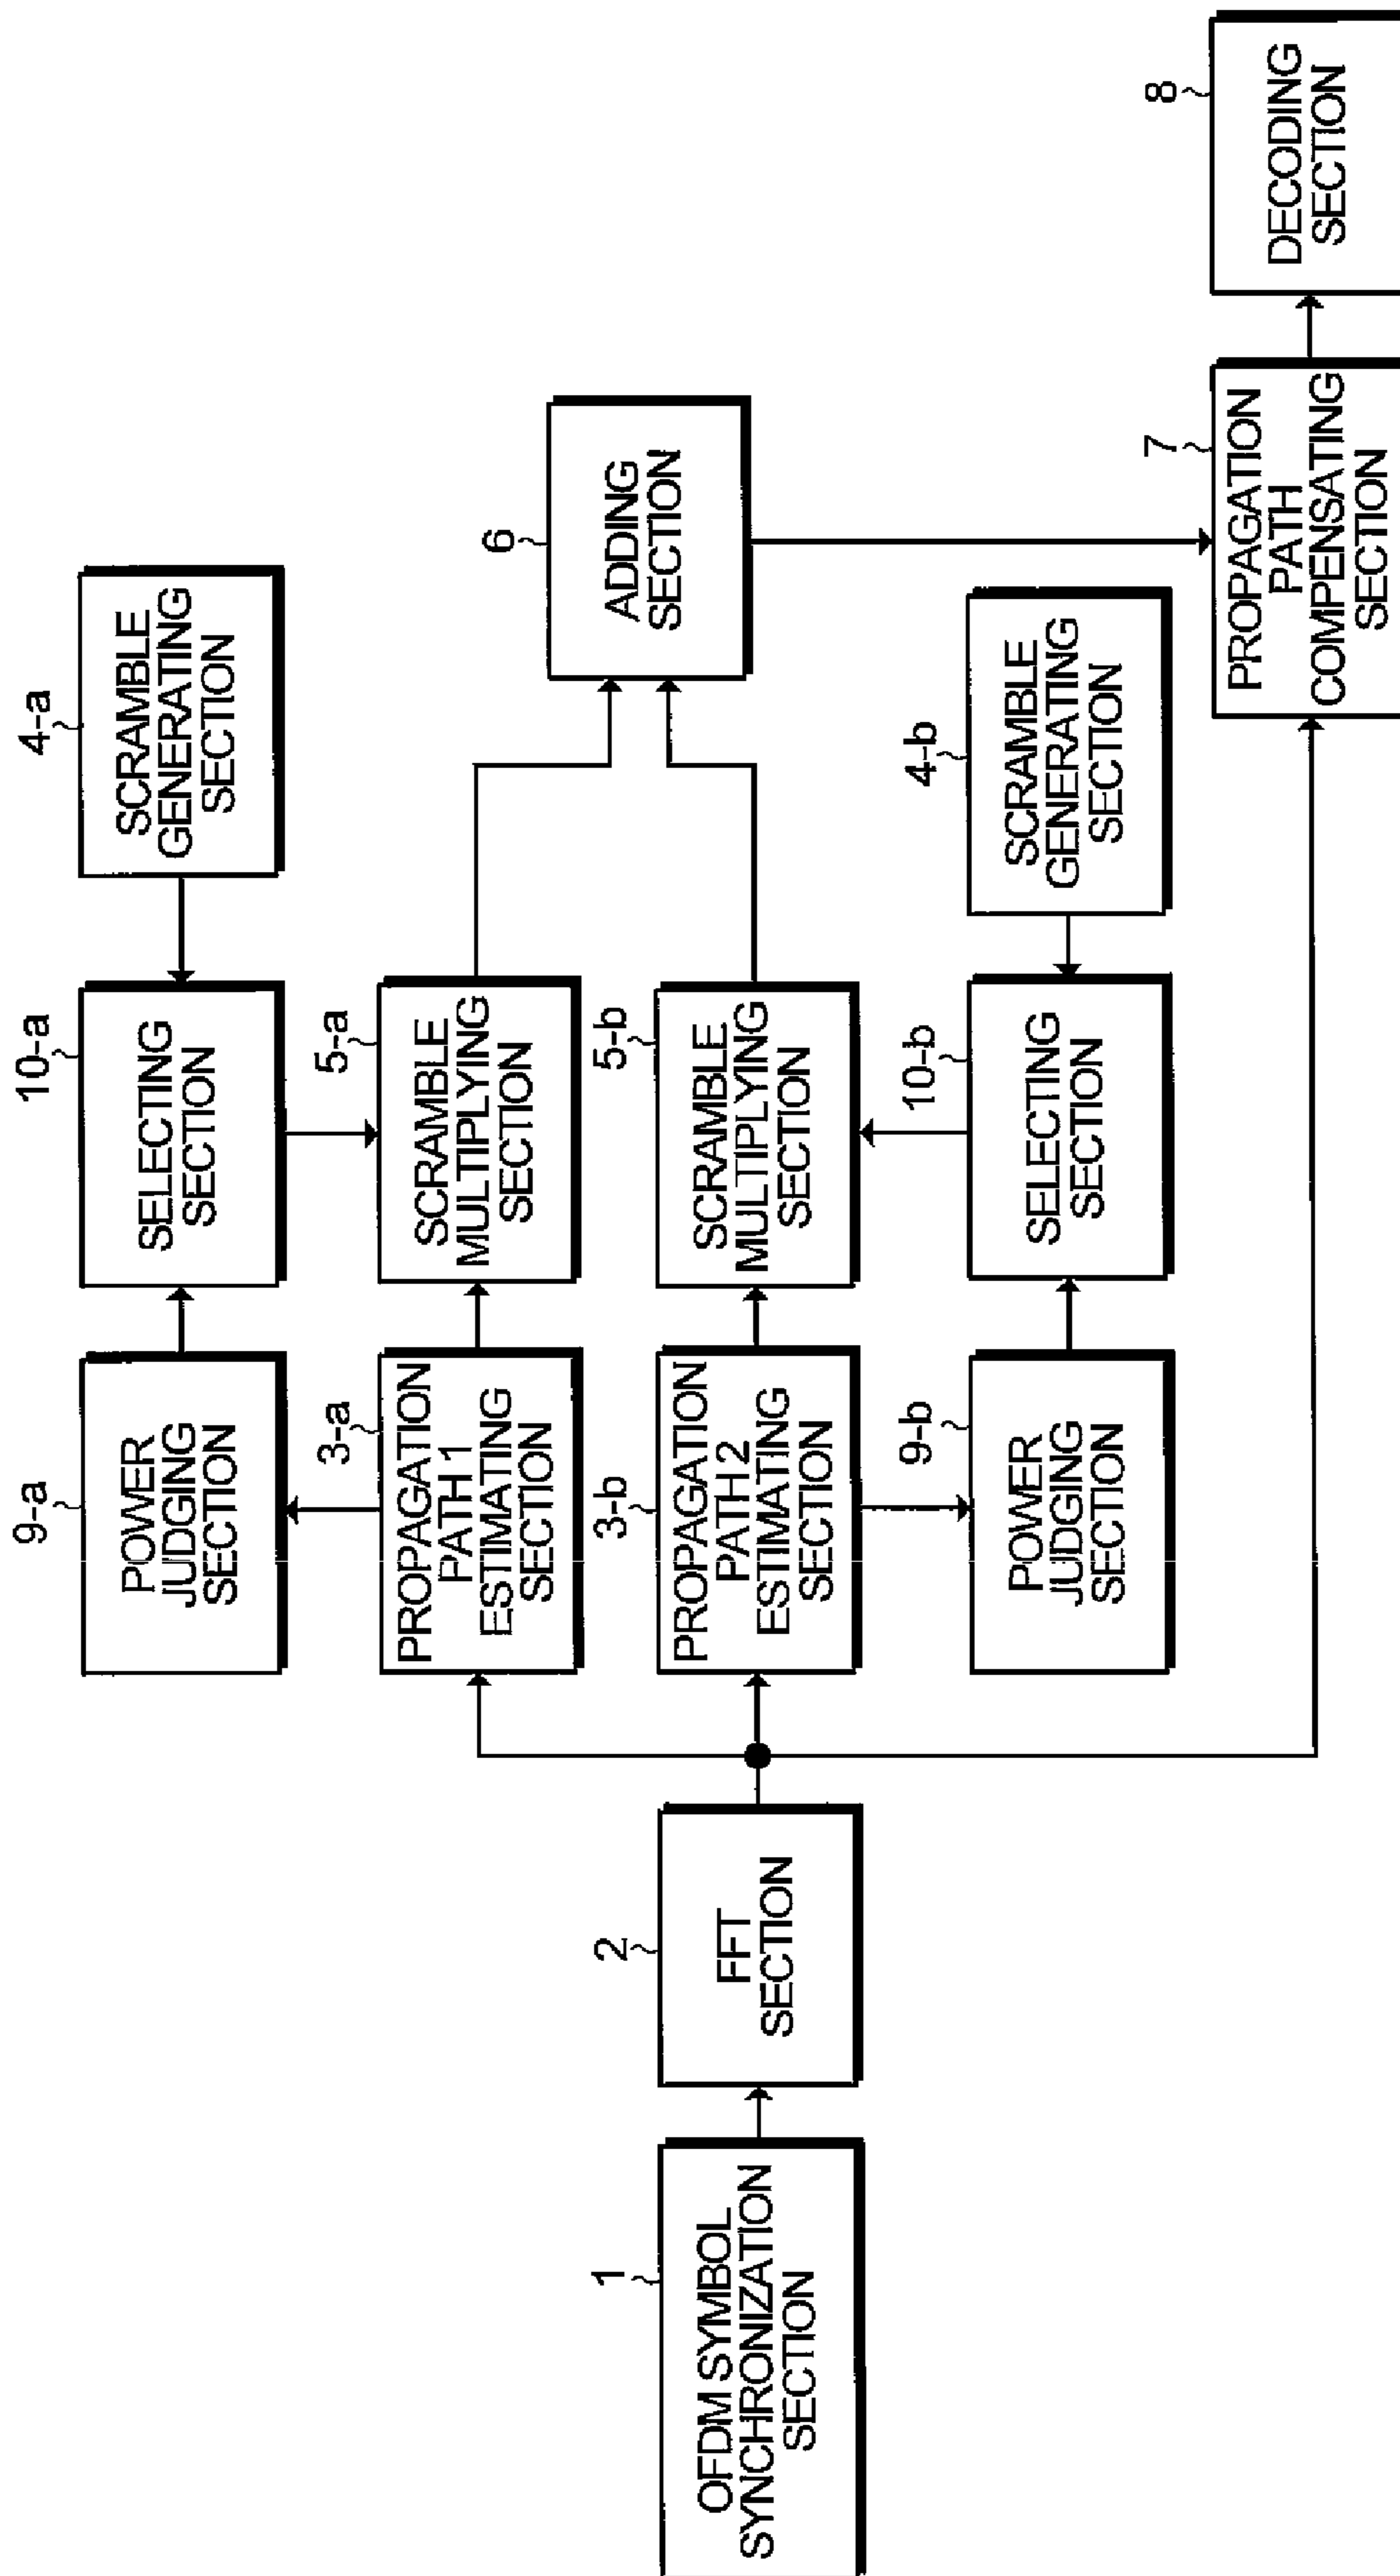 1
OFDM SYMBOL
SYNCHRONIZATION
SECTION
2
FFT
SECTION
9-a
POWER
JUDGING
SECTION
3-a
PROPAGATION
PATH 1
ESTIMATING
SECTION
3-b
PROPAGATION
PATH 2
ESTIMATING
SECTION
9-b
POWER
JUDGING
SECTION
10-a
SELECTING
SECTION
5-a
SCRAMBLE
MULTIPLYING
SECTION
5-b
SCRAMBLE
MULTIPLYING
SECTION
10-b
SELECTING
SECTION
4-a
SCRAMBLE
GENERATING
SECTION
6
ADDING
SECTION
4-b
SCRAMBLE
GENERATING
SECTION
7
PROPAGATION
PATH
COMPENSATING
SECTION
8
DECODING
SECTION